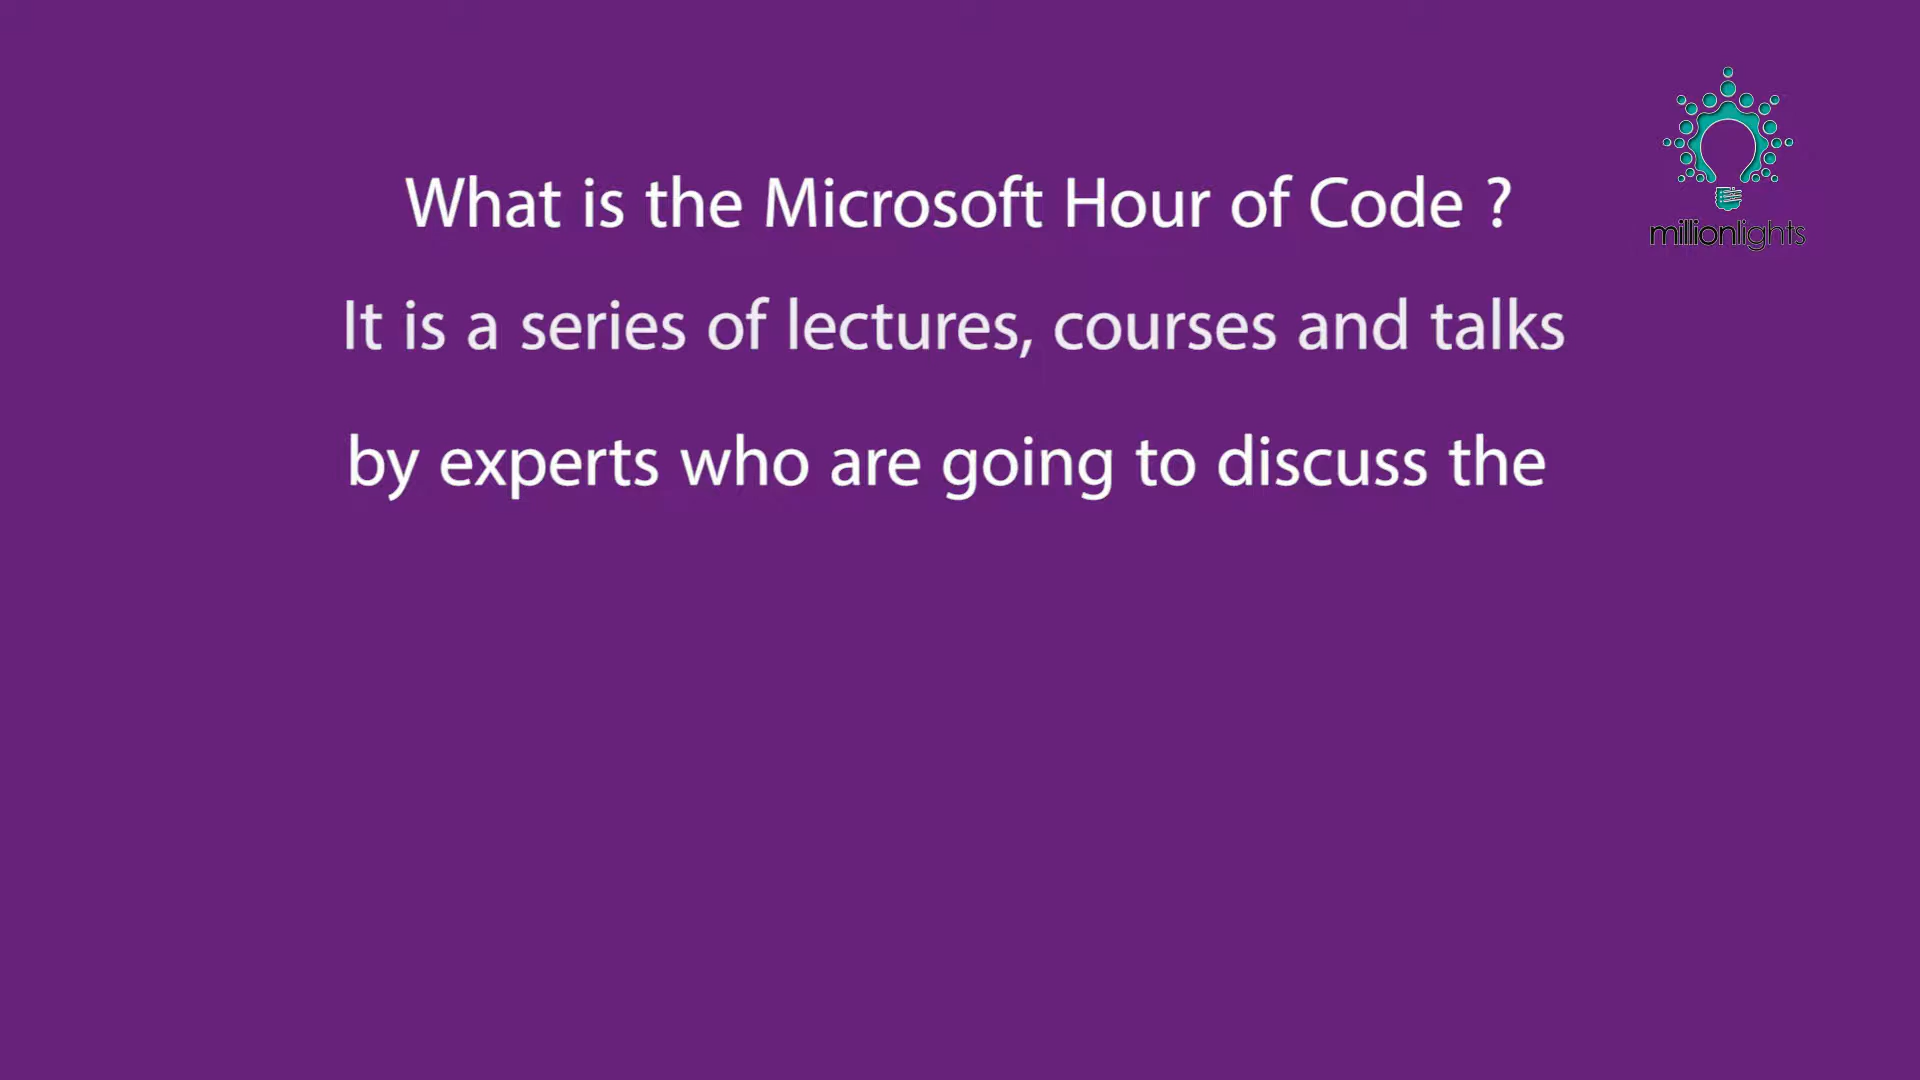 What is the Microsoft Hour of Code ?
It is a series of lectures, courses and talks
by experts who are going to discuss the
millionlights